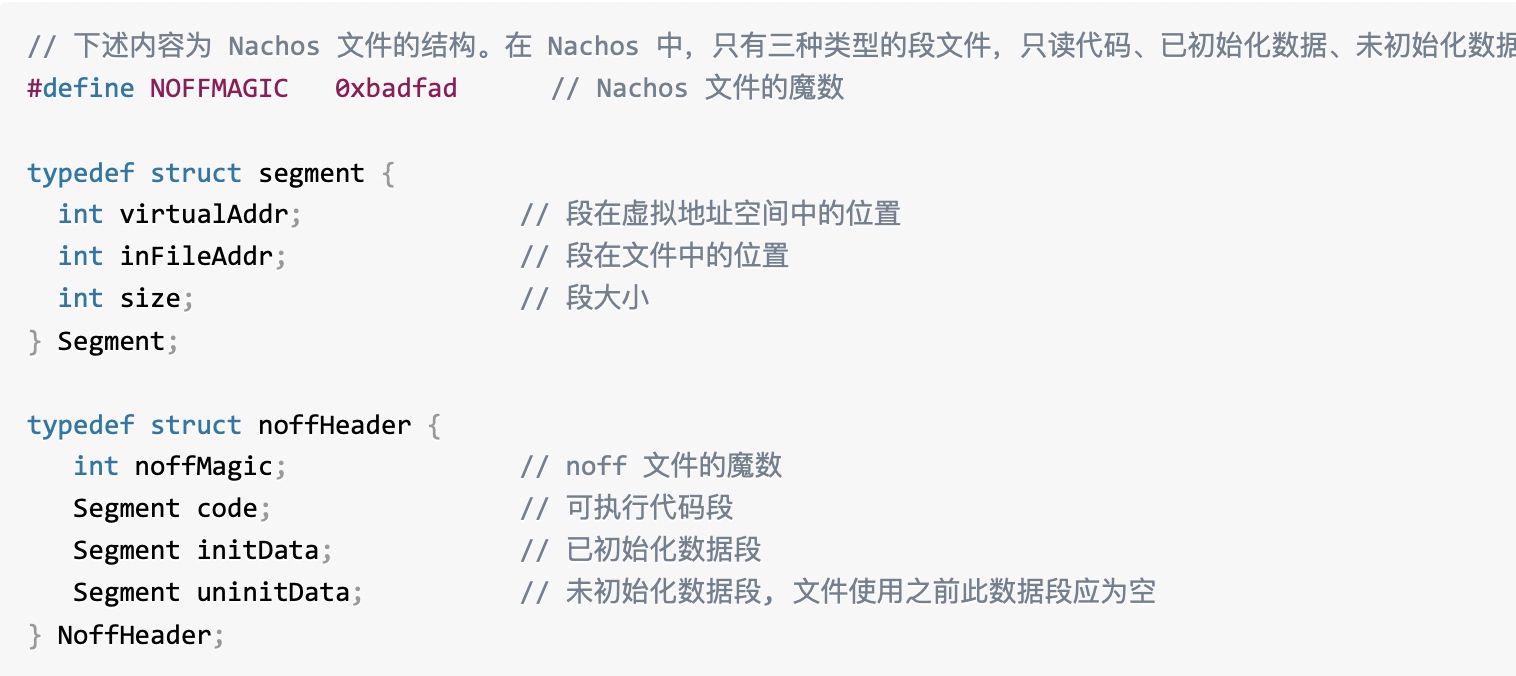 // 下述内容为 Nachos 文件的结构。在 Nachos 中，只有三种类型的段文件，只读代码、已初始化数据、未初始化数据
#define NOFFMAGIC   0xbadfad      // Nachos 文件的魔数
typedef struct segment {
  int virtualAddr;              // 段在虚拟地址空间中的位置
  int inFileAddr;               // 段在文件中的位置
  int size;                     // 段大小
} Segment;
typedef struct noffHeader {
   int noffMagic;               // noff 文件的魔数
   Segment code;                // 可执行代码段
   Segment initData;            // 已初始化数据段
   Segment uninitData;          // 未初始化数据段, 文件使用之前此数据段应为空
} NoffHeader;